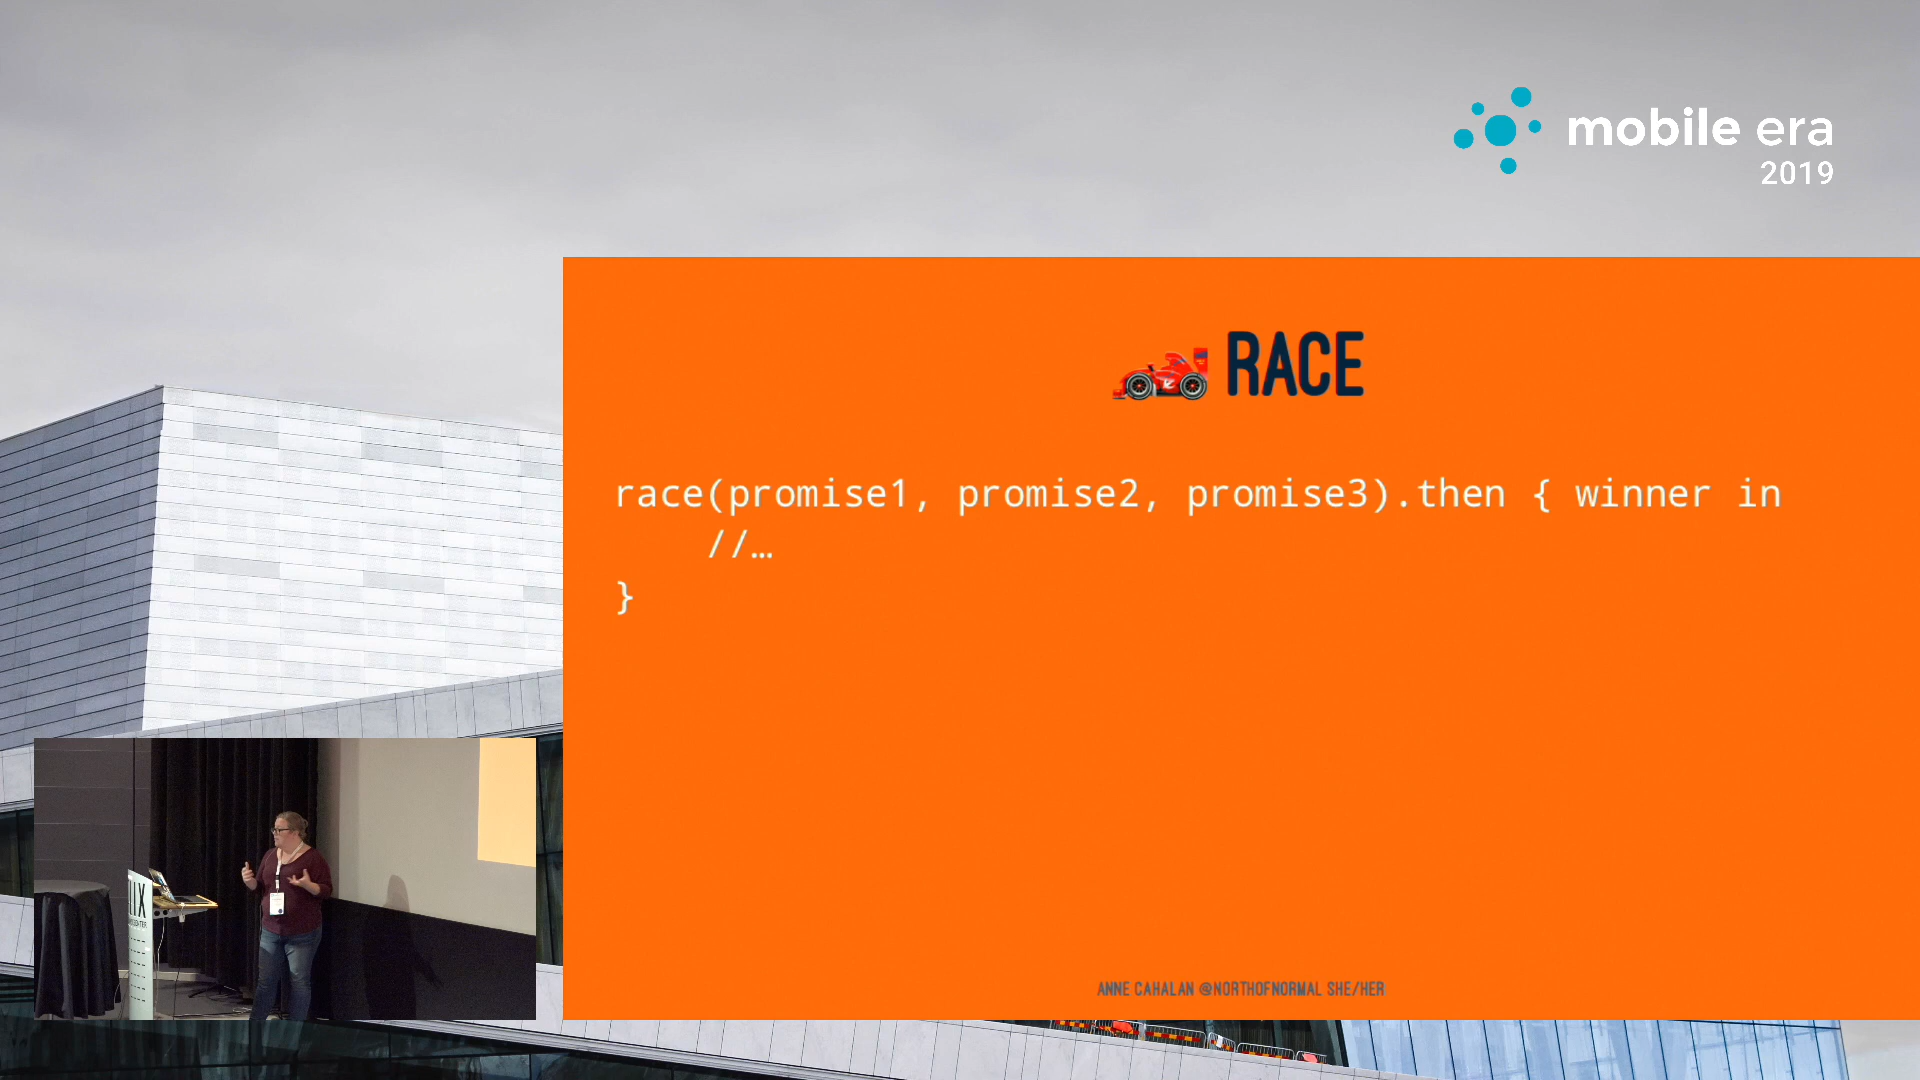 mobile era
2019
RACE
race(promise1, promise2, promise3).then { winner in
//…
}
ANNE CAHALAN @NORTHOFNORMAL SHE/HER